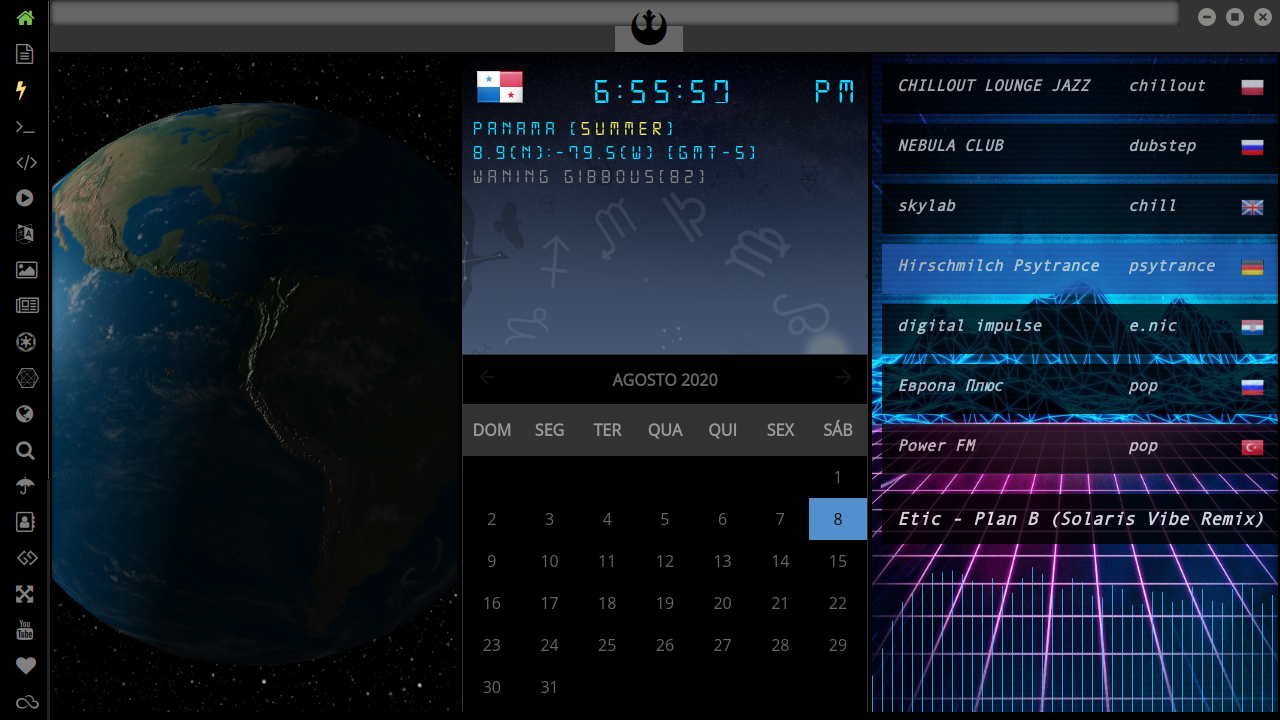 6:55:57 PM
PANAMA (SUMMER)
8.9(N):-79.5(W) (GMT-5)
WANING GIBBOUS(82)
AGOSTO 2020
DOM SEG TER QUA QUI SEX SÁB
1
2 3 4 5 6 7 8
9 10 11 12 13 14 15
16 17 18 19 20 21 22
23 24 25 26 27 28 29
30 31
CHILLOUT LOUNGE JAZZ chillout
NEBULA CLUB dubstep
skylab chill
Hirschmilch Psytrance psytrance
digital impulse e.nic
Европа Плюс pop
Power FM pop
Etic - Plan B (Solaris Vibe Remix)
You
Tube